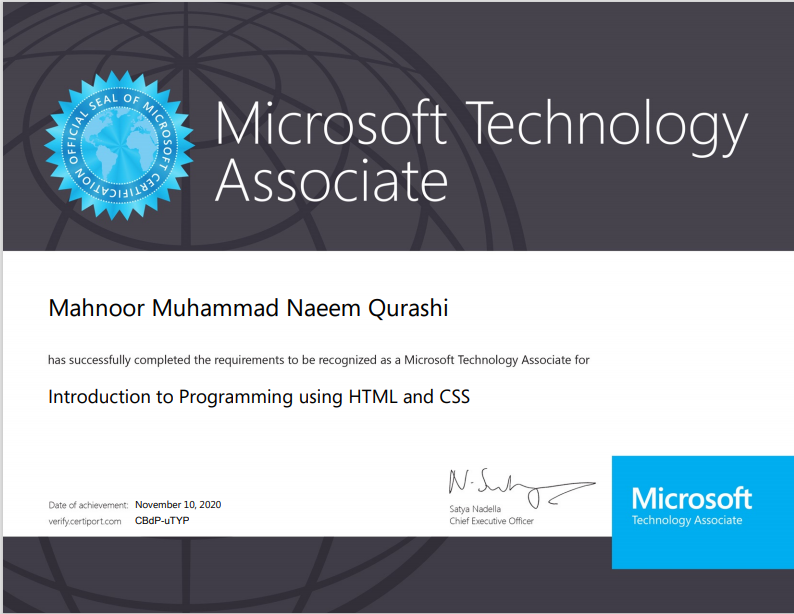 OFFICIAL SEAL OF MICROSOFT CERTIFICATION
Microsoft Technology
Associate
Mahnoor Muhammad Naeem Qurashi
has successfully completed the requirements to be recognized as a Microsoft Technology Associate for
Introduction to Programming using HTML and CSS
Date of achievement: November 10, 2020
verify.certiport.com CBdP-uTYP
Satya Nadella
Chief Executive Officer
Microsoft
Technology Associate